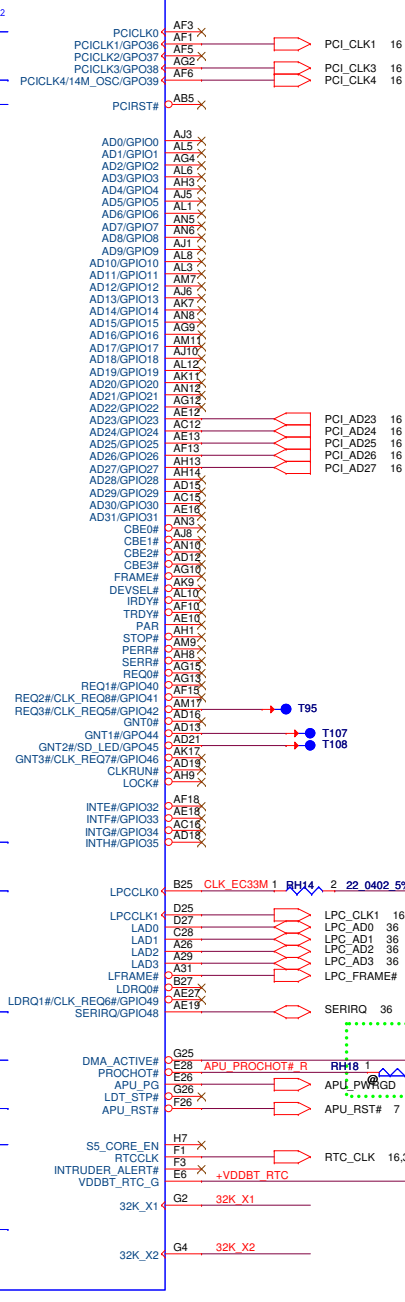 2
PCICLK0 AF3
PCICLK1/GPO36 AF1 PCI_CLK1 16
PCICLK2/GPO37 AF5
PCICLK3/GPO38 AG2 PCI_CLK3 16
PCICLK4/14M_OSC/GPO39 AF6 PCI_CLK4 16
PCIRST# AB5
AD0/GPIO0 AJ3
AD1/GPIO1 AL5
AD2/GPIO2 AG4
AD3/GPIO3 AL6
AD4/GPIO4 AH3
AD5/GPIO5 AJ5
AD6/GPIO6 AL1
AD7/GPIO7 AN5
AD8/GPIO8 AN6
AD9/GPIO9 AJ1
AD10/GPIO10 AL8
AD11/GPIO11 AL3
AD12/GPIO12 AM7
AD13/GPIO13 AJ6
AD14/GPIO14 AK7
AD15/GPIO15 AN8
AD16/GPIO16 AG9
AD17/GPIO17 AM11
AD18/GPIO18 AJ10
AD19/GPIO19 AL12
AD20/GPIO20 AK11
AD21/GPIO21 AN12
AD22/GPIO22 AG12
AD23/GPIO23 AE12 PCI_AD23 16
AD24/GPIO24 AC12 PCI_AD24 16
AD25/GPIO25 AE13 PCI_AD25 16
AD26/GPIO26 AF13 PCI_AD26 16
AD27/GPIO27 AH13 PCI_AD27 16
AD28/GPIO28 AH14
AD29/GPIO29 AD15
AD30/GPIO30 AC15
AD31/GPIO31 AE16
CBE0# AN3
CBE1# AJ8
CBE2# AN10
CBE3# AD12
FRAME# AG10
DEVSEL# AK9
IRDY# AL10
TRDY# AF10
PAR AE10
STOP# AH1
PERR# AM9
SERR# AH8
REQ0# AG15
REQ1#/GPIO40 AG13
REQ2#/CLK_REQ8#/GPIO41 AF15
REQ3#/CLK_REQ5#/GPIO42 AM17 T95
GNT0# AD16
GNT1#/GPO44 AD13 T107
GNT2#/SD_LED/GPO45 AD21 T108
GNT3#/CLK_REQ7#/GPIO46 AK17
CLKRUN# AD19
LOCK# AH9
INTE#/GPIO32 AF18
INTF#/GPIO33 AE18
INTG#/GPIO34 AC16
INTH#/GPIO35 AD18
LPCCLK0 B25 CLK_EC33M 1 RH14 2 22_0402_5%
LPCCLK1 D25 LPC_CLK1 16
LAD0 D27 LPC_AD0 36
LAD1 C28 LPC_AD1 36
LAD2 A26 LPC_AD2 36
LAD3 A29 LPC_AD3 36
LFRAME# A31 LPC_FRAME#
LDRQ0# B27
LDRQ1#/CLK_REQ6#/GPIO49 AE27
SERIRQ/GPIO48 AE19 SERIRQ 36
DMA_ACTIVE# G25
PROCHOT# E28 APU_PROCHOT#_R RH18 1
@
APU_PG E26 APU_PWRGD
LDT_STP# G26
APU_RST# F26 APU_RST# 7
S5_CORE_EN H7
RTCCLK F1 RTC_CLK 16,3
INTRUDER_ALERT# F3
VDDBT_RTC_G E6 +VDDBT_RTC
32K_X1 G2 32K_X1
32K_X2 G4 32K_X2